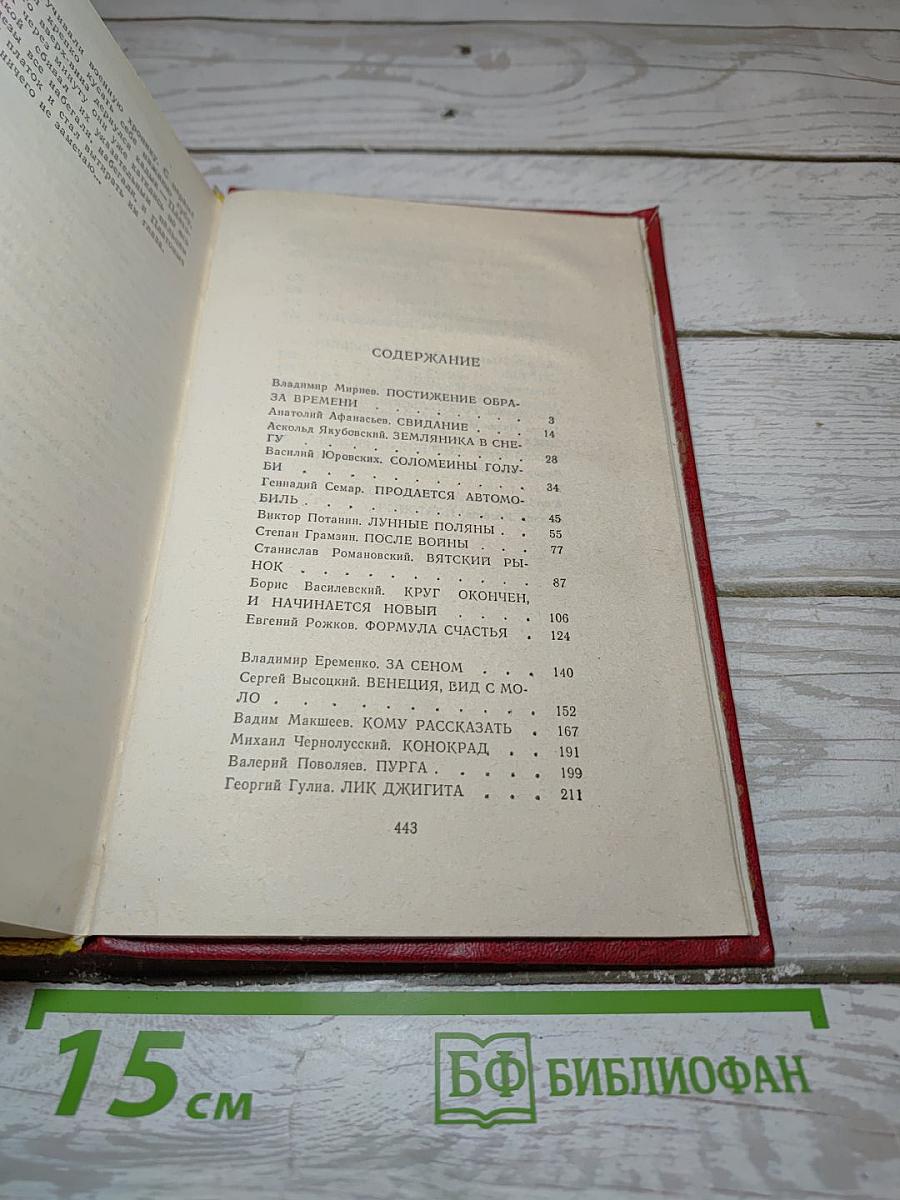 СОДЕРЖАНИЕ
Владимир Мирнев. ПОСТИЖЕНИЕ ОБРА-
ЗА ВРЕМЕНИ . . . . . . . . 3
Анатолий Афанасьев. СВИДАНИЕ . . . . 14
Аскольд Якубовский. ЗЕМЛЯНИКА В СНЕ-
ГУ . . . . . . . . . . . 28
Василий Юровских. СОЛОМЕИНЫ ГОЛУ-
БИ . . . . . . . . . . . 34
Геннадий Семар. ПРОДАЕТСЯ АВТОМО-
БИЛЬ . . . . . . . . . . 45
Виктор Потанин. ЛУННЫЕ ПОЛЯНЫ . . 55
Степан Грамзин. ПОСЛЕ ВОЙНЫ . . . 77
Станислав Романовский. ВЯТСКИЙ РЫ-
НОК . . . . . . . . . . 87
Борис Василевский. КРУГ ОКОНЧЕН,
И НАЧИНАЕТСЯ НОВЫЙ . . . . 106
Евгений Рожков. ФОРМУЛА СЧАСТЬЯ . 124
Владимир Еременко. ЗА СЕНОМ . . . 140
Сергей Высоцкий. ВЕНЕЦИЯ, ВИД С МО-
ЛО . . . . . . . . . . . 152
Вадим Макшеев. КОМУ РАССКАЗАТЬ . 167
Михаил Чернолусский. КОНОКРАД . . 191
Валерий Поволяев. ПУРГА . . . . . 199
Георгий Гулиа. ЛИК ДЖИГИТА . . . 211
443
15 см
БФ БИБЛИОФАН